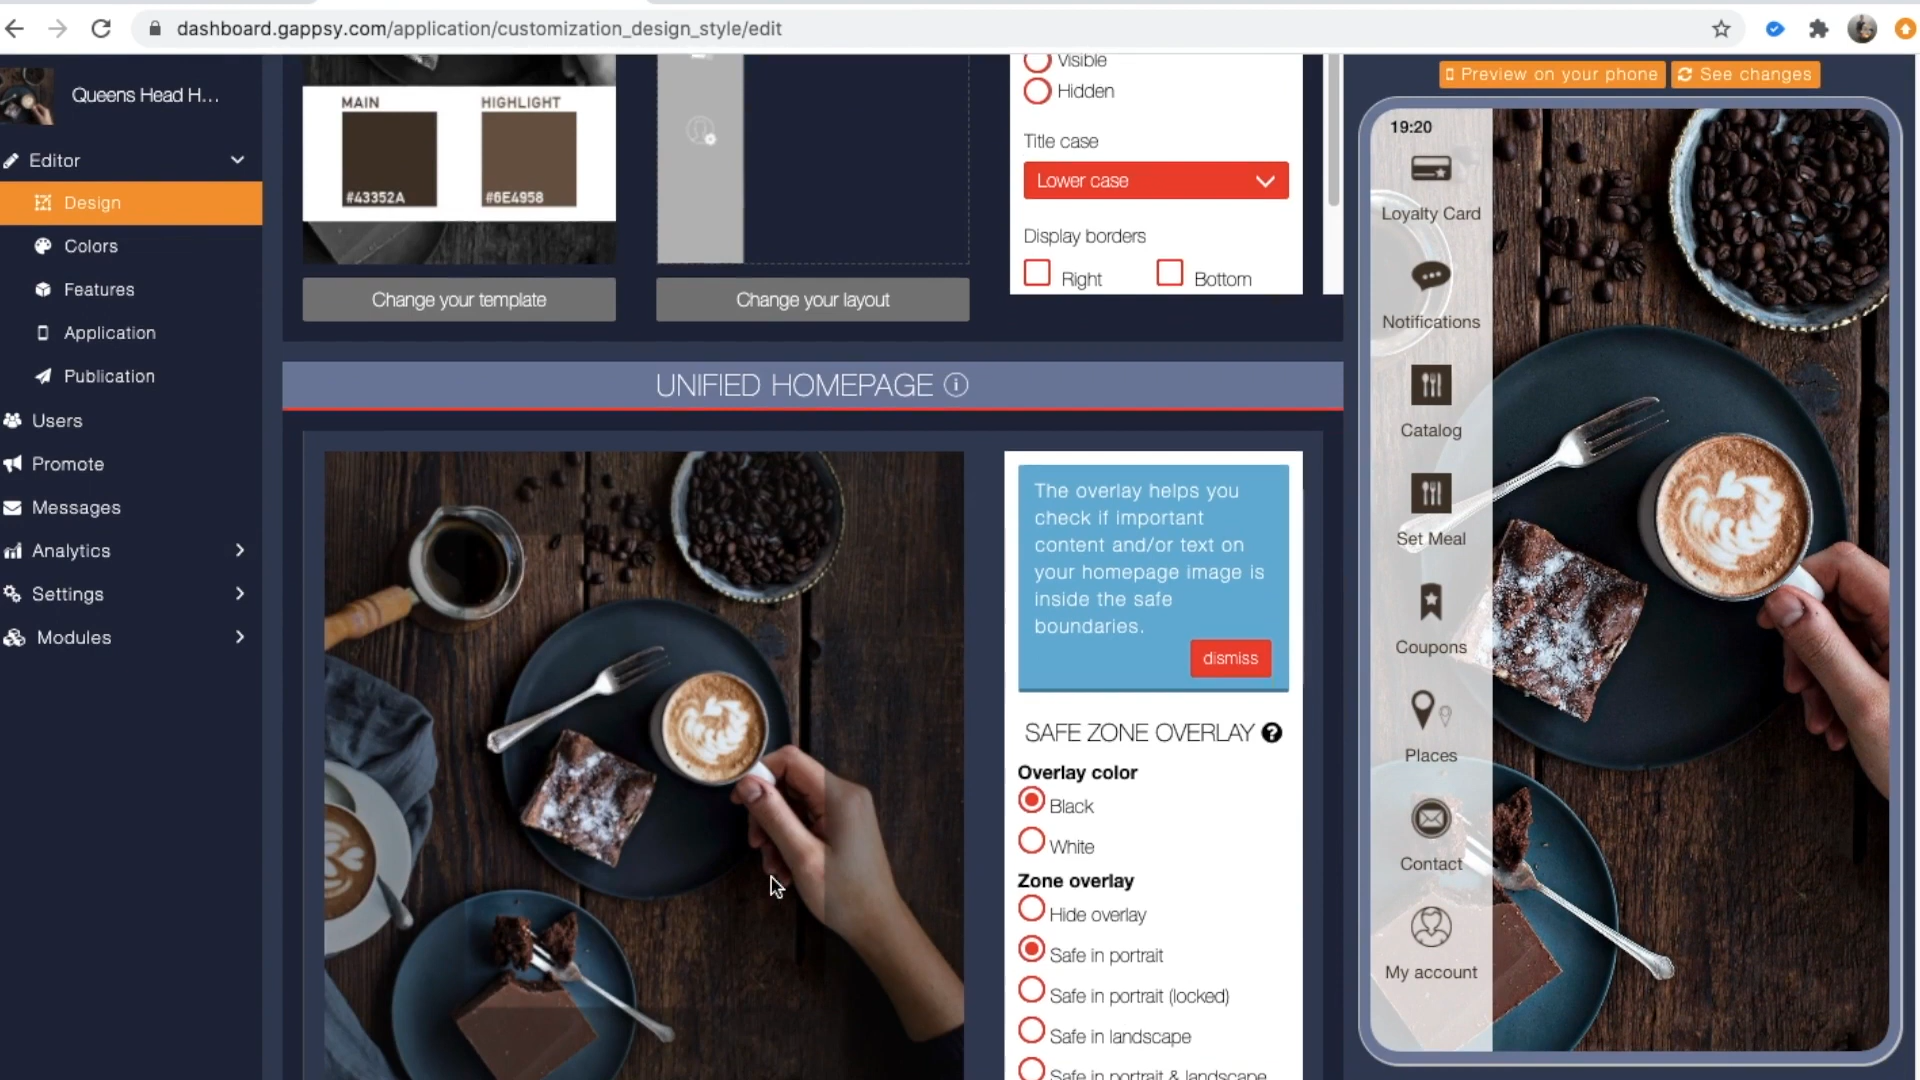 dashboard.gappsy.com/application/customization_design_style/edit
Queens Head H...
Editor
Design
Colors
Features
Application
Publication
Users
Promote
Messages
Analytics
Settings
Modules
MAIN
HIGHLIGHT
#43352A
#6E4958
Change your template
Change your layout
Visible
Hidden
Title case
Lower case
Display borders
Right
Bottom
UNIFIED HOMEPAGE
The overlay helps you
check if important
content and/or text on
your homepage image is
inside the safe
boundaries.
dismiss
SAFE ZONE OVERLAY
Overlay color
Black
White
Zone overlay
Hide overlay
Safe in portrait
Safe in portrait (locked)
Safe in landscape
Safe in portrait & landscape
Preview on your phone
See changes
19:20
Loyalty Card
Notifications
Catalog
Set Meal
Coupons
Places
Contact
My account